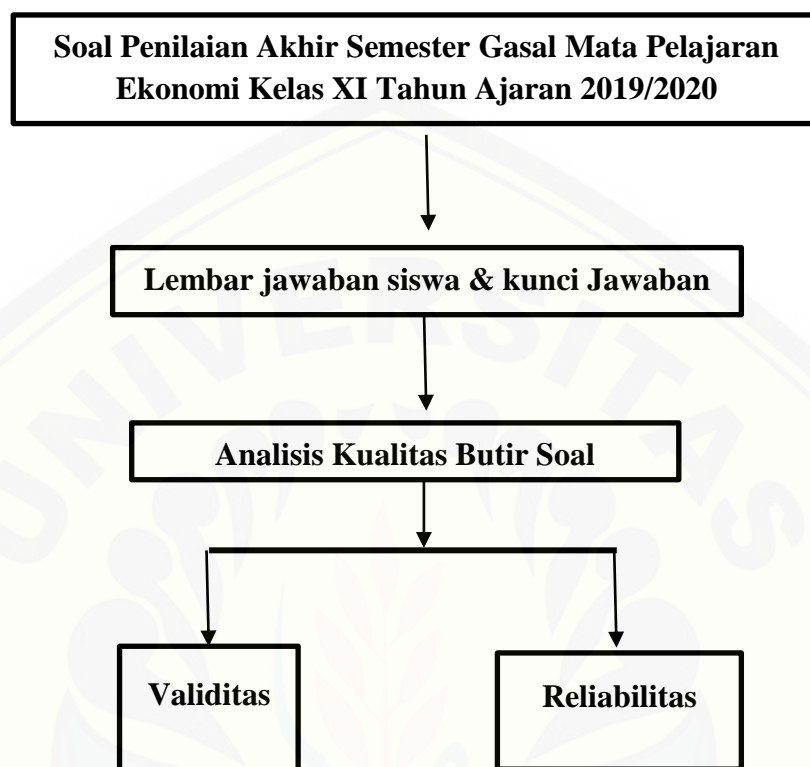 Soal Penilaian Akhir Semester Gasal Mata Pelajaran
Ekonomi Kelas XI Tahun Ajaran 2019/2020
Lembar jawaban siswa & kunci Jawaban
UNIVERSITAS
Analisis Kualitas Butir Soal
Validitas
Reliabilitas